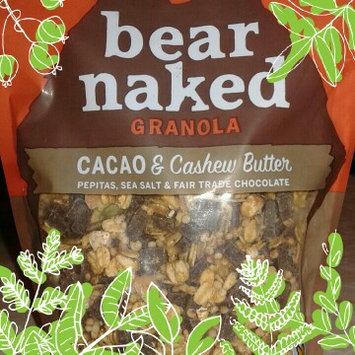 bear
naked
GRANOLA
CACAO & Cashew Butter
PEPITAS, SEA SALT & FAIR TRADE CHOCOLATE